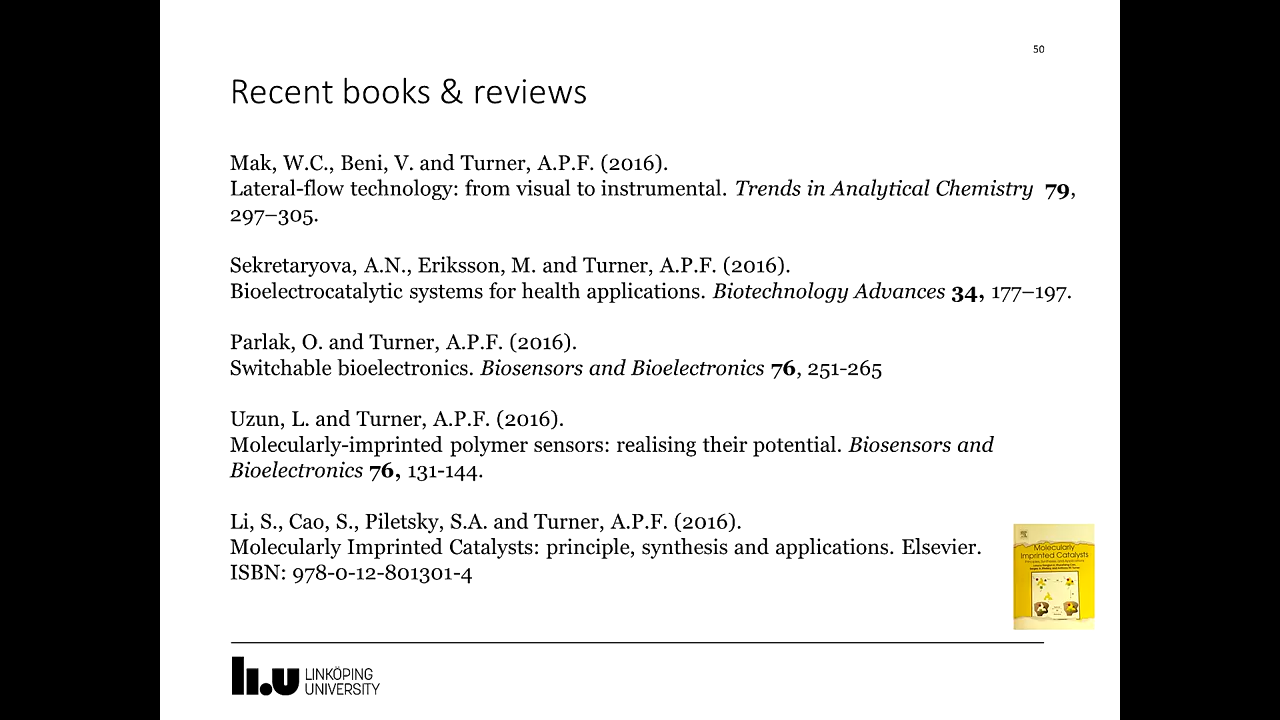 50
Recent books & reviews
Mak, W.C., Beni, V. and Turner, A.P.F. (2016).
Lateral-flow technology: from visual to instrumental. Trends in Analytical Chemistry 79,
297–305.
Sekretaryova, A.N., Eriksson, M. and Turner, A.P.F. (2016).
Bioelectrocatalytic systems for health applications. Biotechnology Advances 34, 177–197.
Parlak, O. and Turner, A.P.F. (2016).
Switchable bioelectronics. Biosensors and Bioelectronics 76, 251-265
Uzun, L. and Turner, A.P.F. (2016).
Molecularly-imprinted polymer sensors: realising their potential. Biosensors and
Bioelectronics 76, 131-144.
Li, S., Cao, S., Piletsky, S.A. and Turner, A.P.F. (2016).
Molecularly Imprinted Catalysts: principle, synthesis and applications. Elsevier.
ISBN: 978-0-12-801301-4
Molecularly
Imprinted Catalysts
li.u LINKÖPING
UNIVERSITY